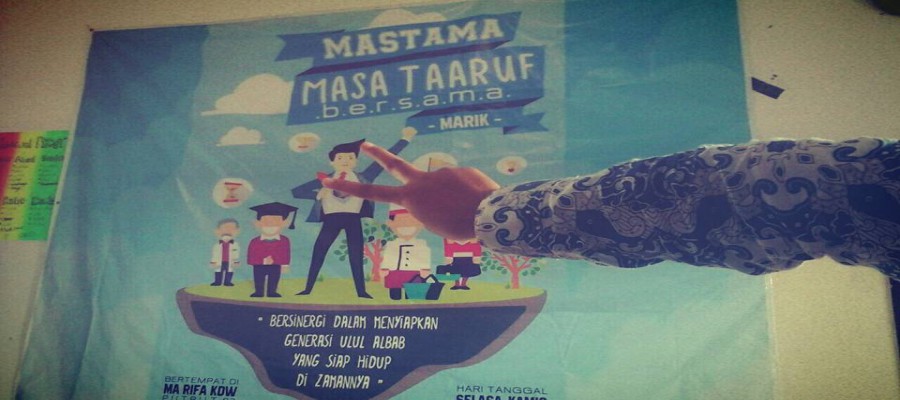 MASTAMA
MASA TAARUF
.b.e.r.s.a.m.a.
- MARIK -
" BERSINERGI DALAM MENYIAPKAN
GENERASI ULUL ALBAB
YANG SIAP HIDUP
DI ZAMANNYA "
BERTEMPAT DI
MA RIFA KOW
HARI TANGGAL
SELASA-KAMIS